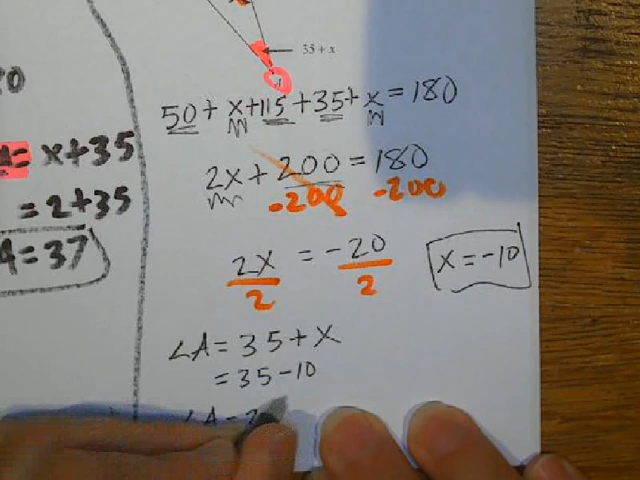 35 + x
50 + x + 115 + 35 + x = 180
2x + 200 = 180
-200 -200
2x = -20
2 2
x = -10
∠A = 35 + x
= 35 - 10
∠A =
x + 35
= 2 + 35
A = 37